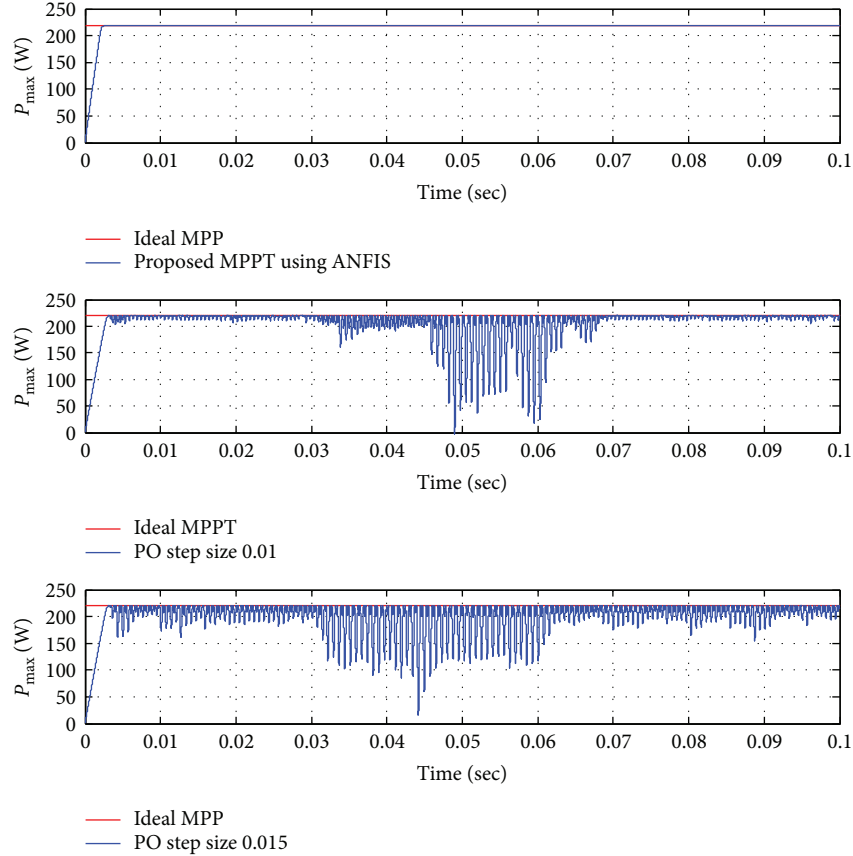 250
200
150
100
50
0
P_max (W)
0 0.01 0.02 0.03 0.04 0.05 0.06 0.07 0.08 0.09 0.1
Time (sec)
Ideal MPP
Proposed MPPT using ANFIS
250
200
150
100
50
0
P_max (W)
0 0.01 0.02 0.03 0.04 0.05 0.06 0.07 0.08 0.09 0.1
Time (sec)
Ideal MPPT
PO step size 0.01
250
200
150
100
50
0
P_max (W)
0 0.01 0.02 0.03 0.04 0.05 0.06 0.07 0.08 0.09 0.1
Time (sec)
Ideal MPP
PO step size 0.015